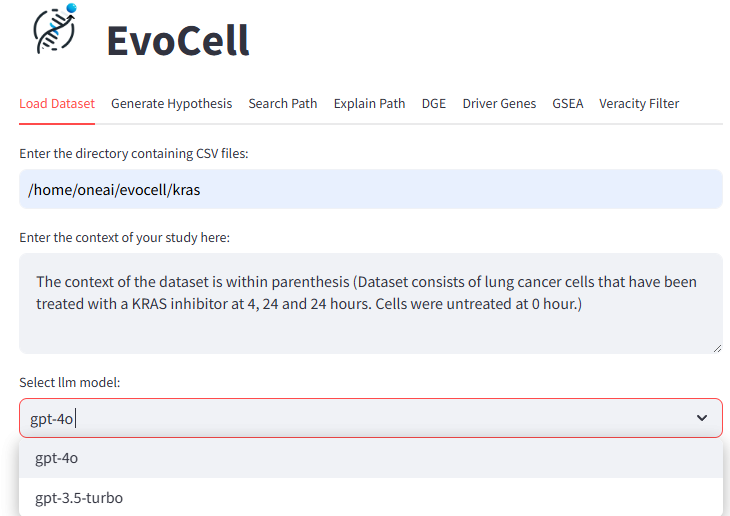 EvoCell
Load Dataset Generate Hypothesis Search Path Explain Path DGE Driver Genes GSEA Veracity Filter
Enter the directory containing CSV files:
/home/oneai/evocell/kras
Enter the context of your study here:
The context of the dataset is within parenthesis (Dataset consists of lung cancer cells that have been
treated with a KRAS inhibitor at 4, 24 and 24 hours. Cells were untreated at 0 hour.)
Select llm model:
gpt-4o
gpt-4o
gpt-3.5-turbo